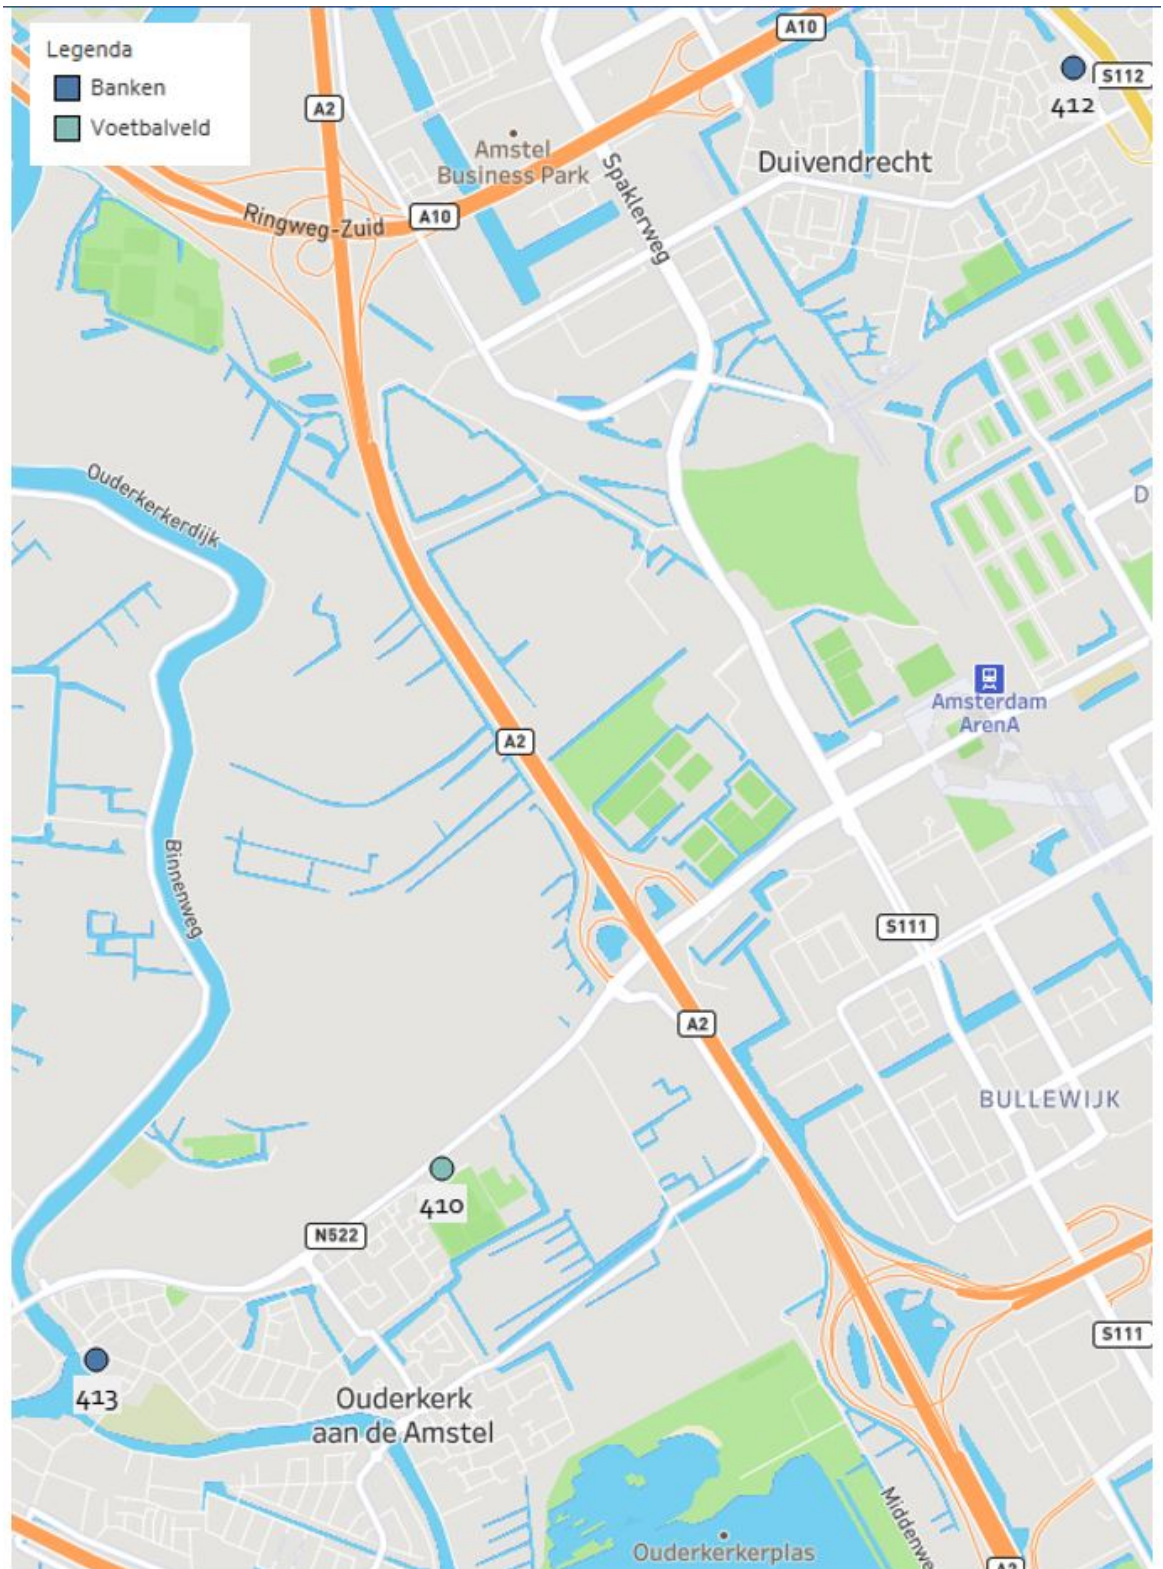 Legenda
Banken
Voetbalveld
A10
A2
S112
412
Amstel
Business Park
Duivendrecht
Spaklerweg
Ringweg-Zuid
A10
Ouderkerkerdijk
D
Amsterdam
ArenA
A2
Binnenweg
S111
A2
BULLEWIJK
410
N522
S111
413
Ouderkerk
aan de Amstel
Middenwe
Ouderkerkerplas
A2